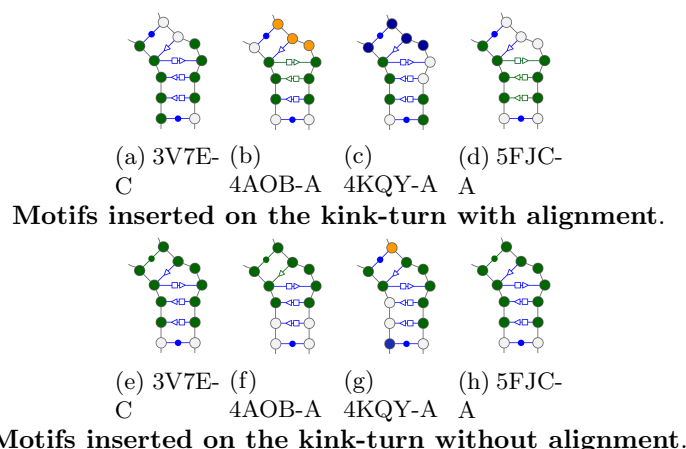 (a) 3V7E-C (b) 4AOB-A (c) 4KQY-A (d) 5FJC-A
Motifs inserted on the kink-turn with alignment.
(e) 3V7E-C (f) 4AOB-A (g) 4KQY-A (h) 5FJC-A
Motifs inserted on the kink-turn without alignment.